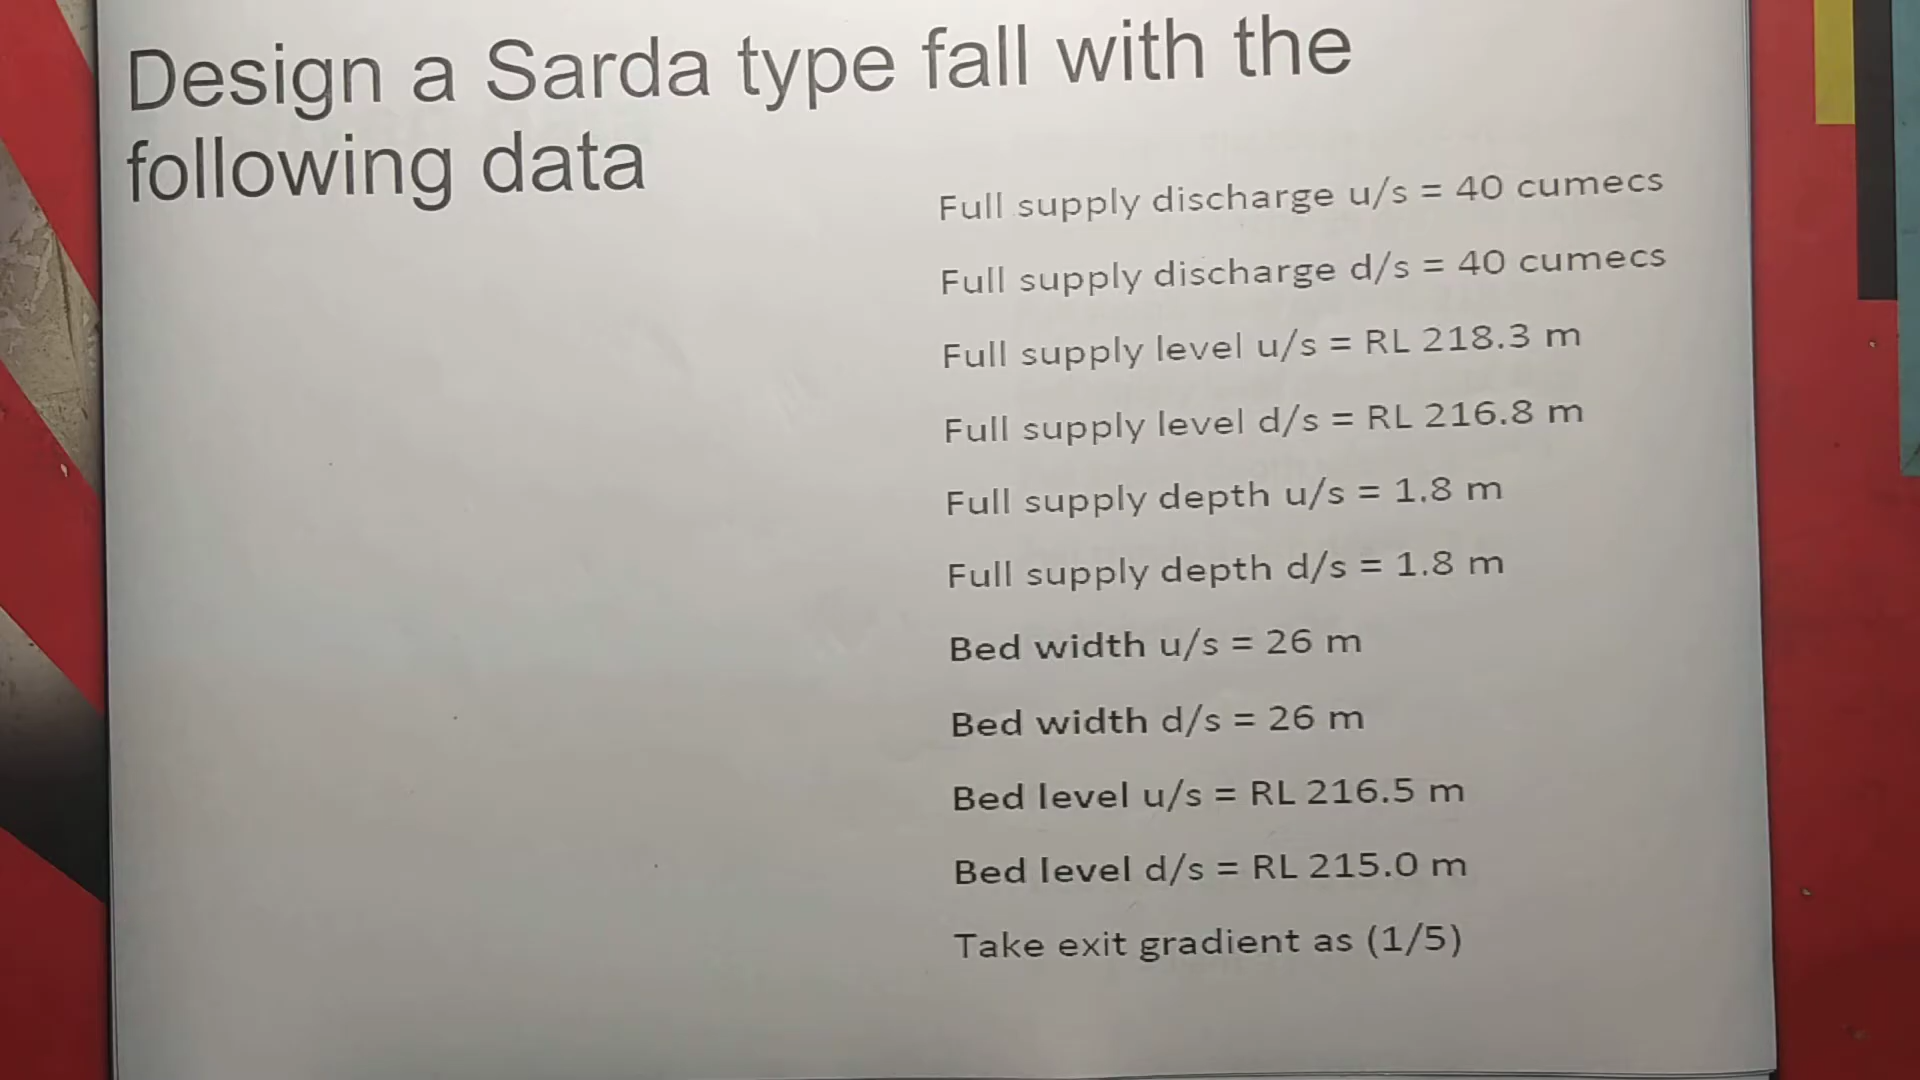 Design a Sarda type fall with the
following data
Full supply discharge u/s = 40 cumecs
Full supply discharge d/s = 40 cumecs
Full supply level u/s = RL 218.3 m
Full supply level d/s = RL 216.8 m
Full supply depth u/s = 1.8 m
Full supply depth d/s = 1.8 m
Bed width u/s = 26 m
Bed width d/s = 26 m
Bed level u/s = RL 216.5 m
Bed level d/s = RL 215.0 m
Take exit gradient as (1/5)